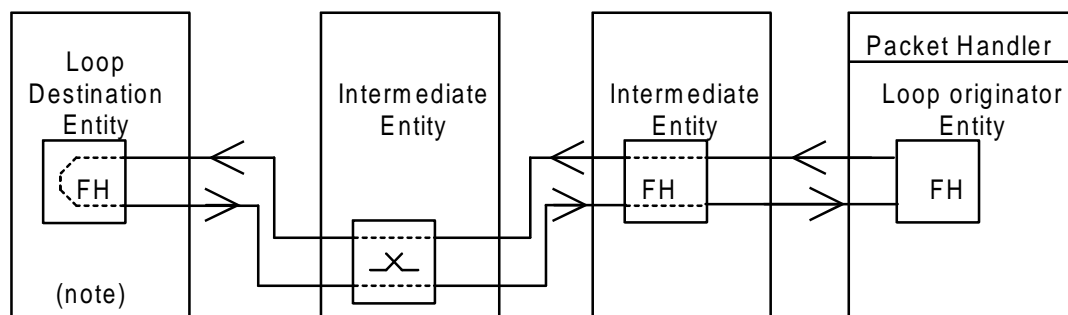 Loop
Destination
Entity
FH
(note)
Intermediate
Entity
Intermediate
Entity
FH
Packet Handler
Loop originator
Entity
FH